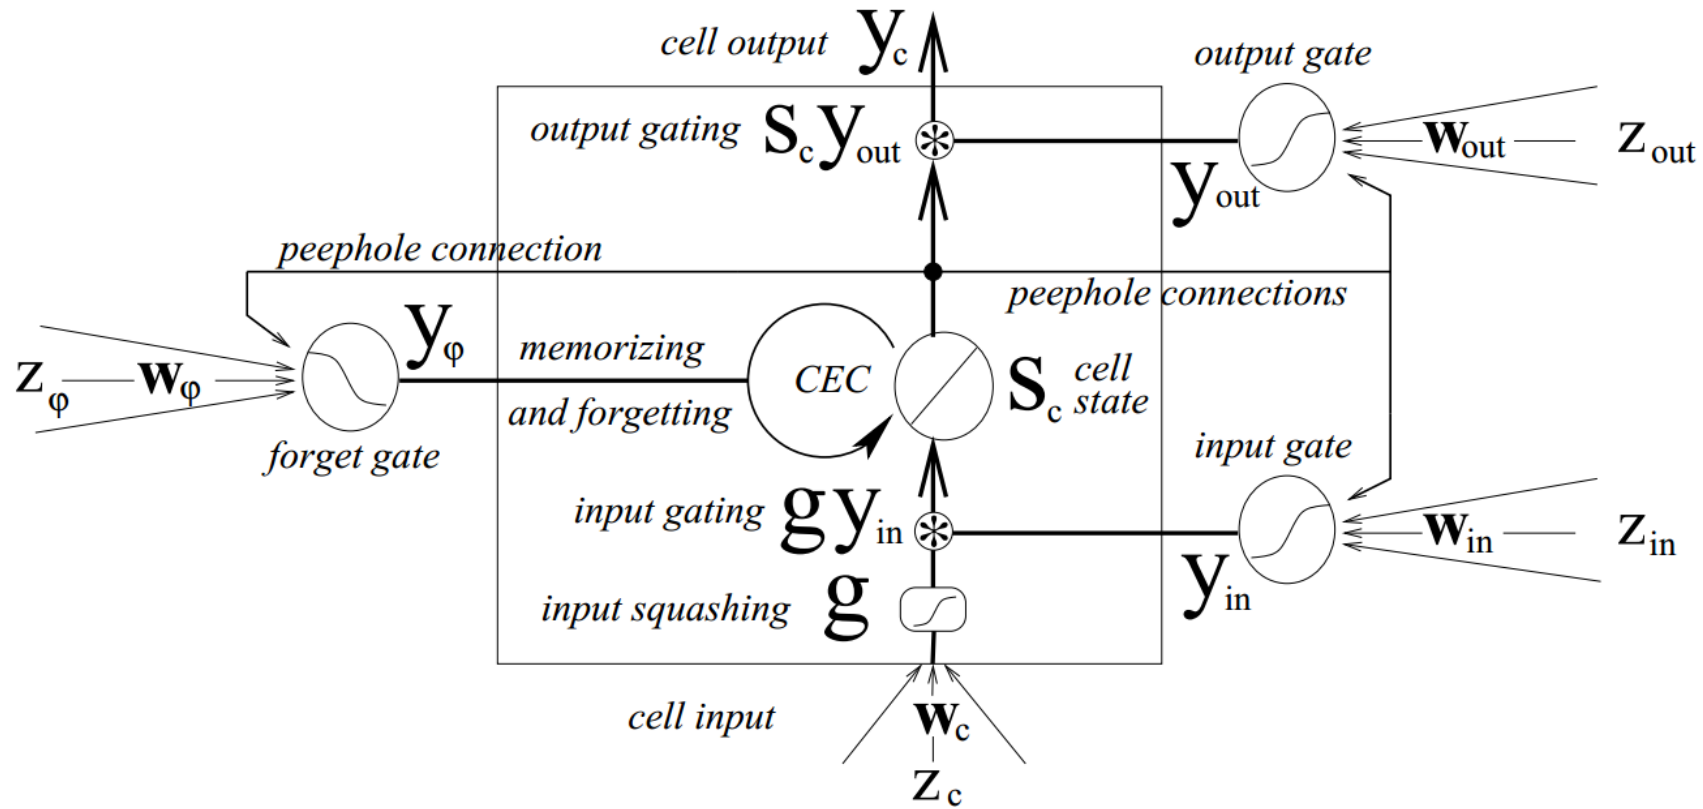 cell output y_c
output gate
output gating s_c y_out
w_out z_out
y_out
peephole connection
peephole connections
y_φ
memorizing
z_φ w_φ
CEC
s_c cell
state
and forgetting
forget gate
input gate
input gating g y_in
w_in z_in
y_in
input squashing g
cell input
w_c
z_c